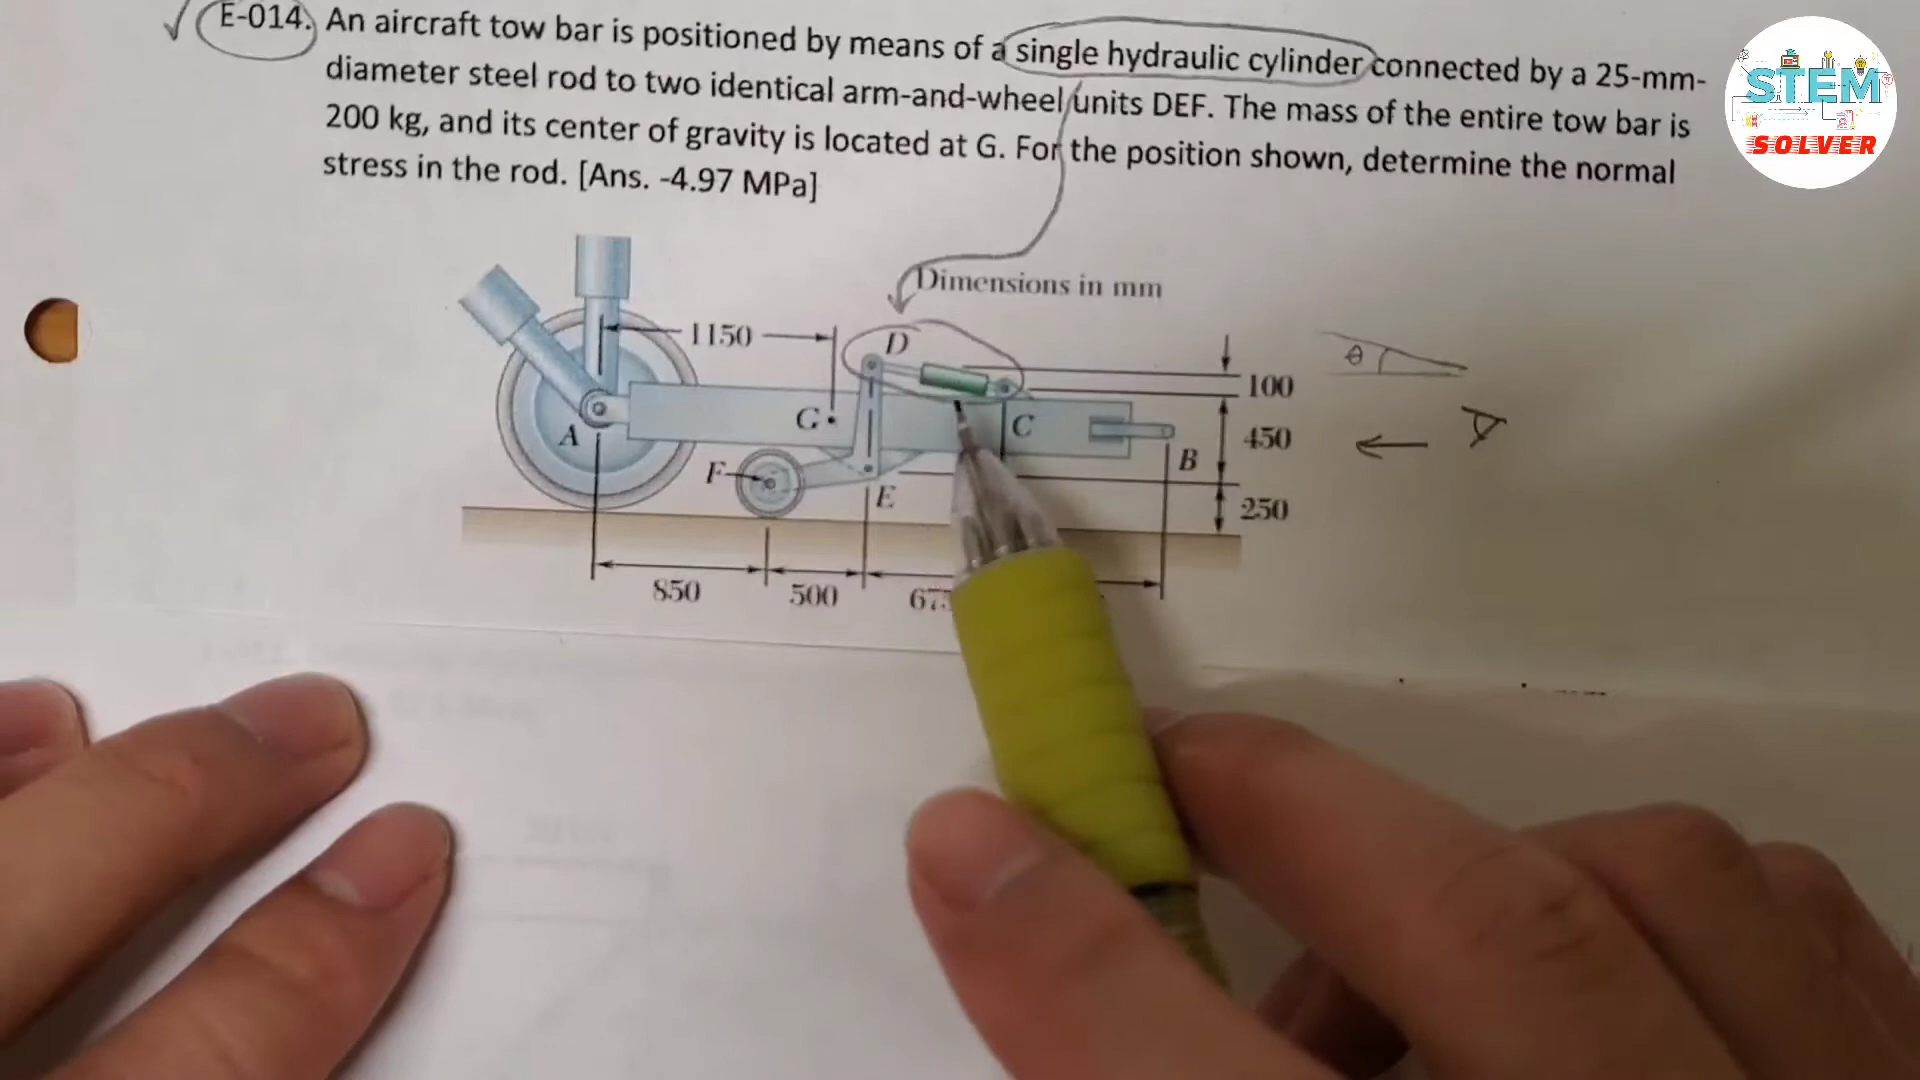 E-014. An aircraft tow bar is positioned by means of a single hydraulic cylinder connected by a 25-mm-
diameter steel rod to two identical arm-and-wheel units DEF. The mass of the entire tow bar is
200 kg, and its center of gravity is located at G. For the position shown, determine the normal
stress in the rod. [Ans. -4.97 MPa]
STEM
SOLVER
Dimensions in mm
1150
D
100
θ
G
C
450
A
B
F
E
250
850
500